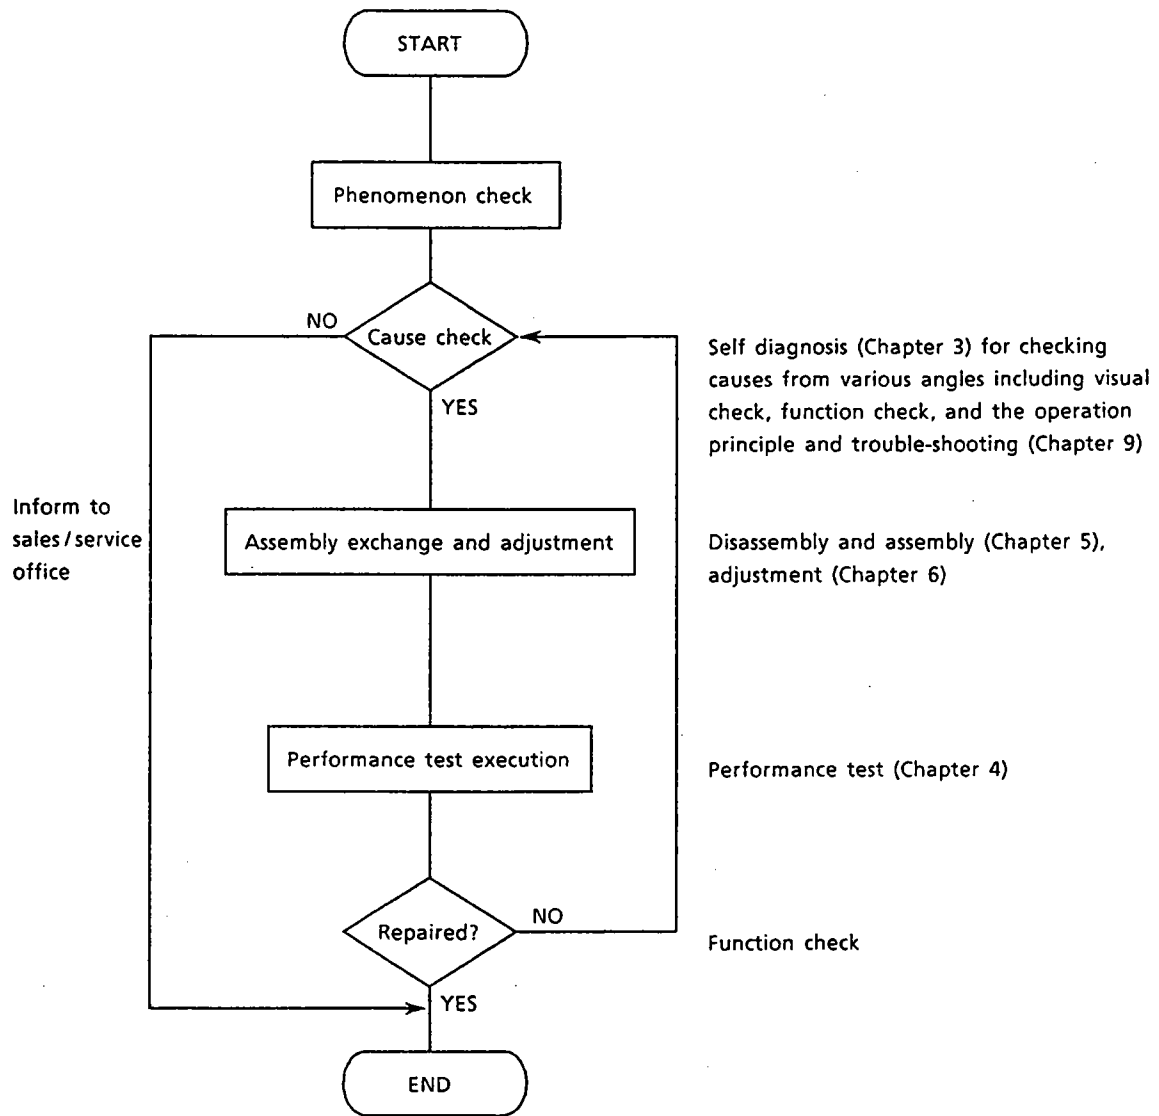 START
Phenomenon check
NO
Cause check
YES
Self diagnosis (Chapter 3) for checking
causes from various angles including visual
check, function check, and the operation
principle and trouble-shooting (Chapter 9)
Inform to
sales/service
office
Assembly exchange and adjustment
Disassembly and assembly (Chapter 5),
adjustment (Chapter 6)
Performance test execution
Performance test (Chapter 4)
Repaired?
NO
Function check
YES
END